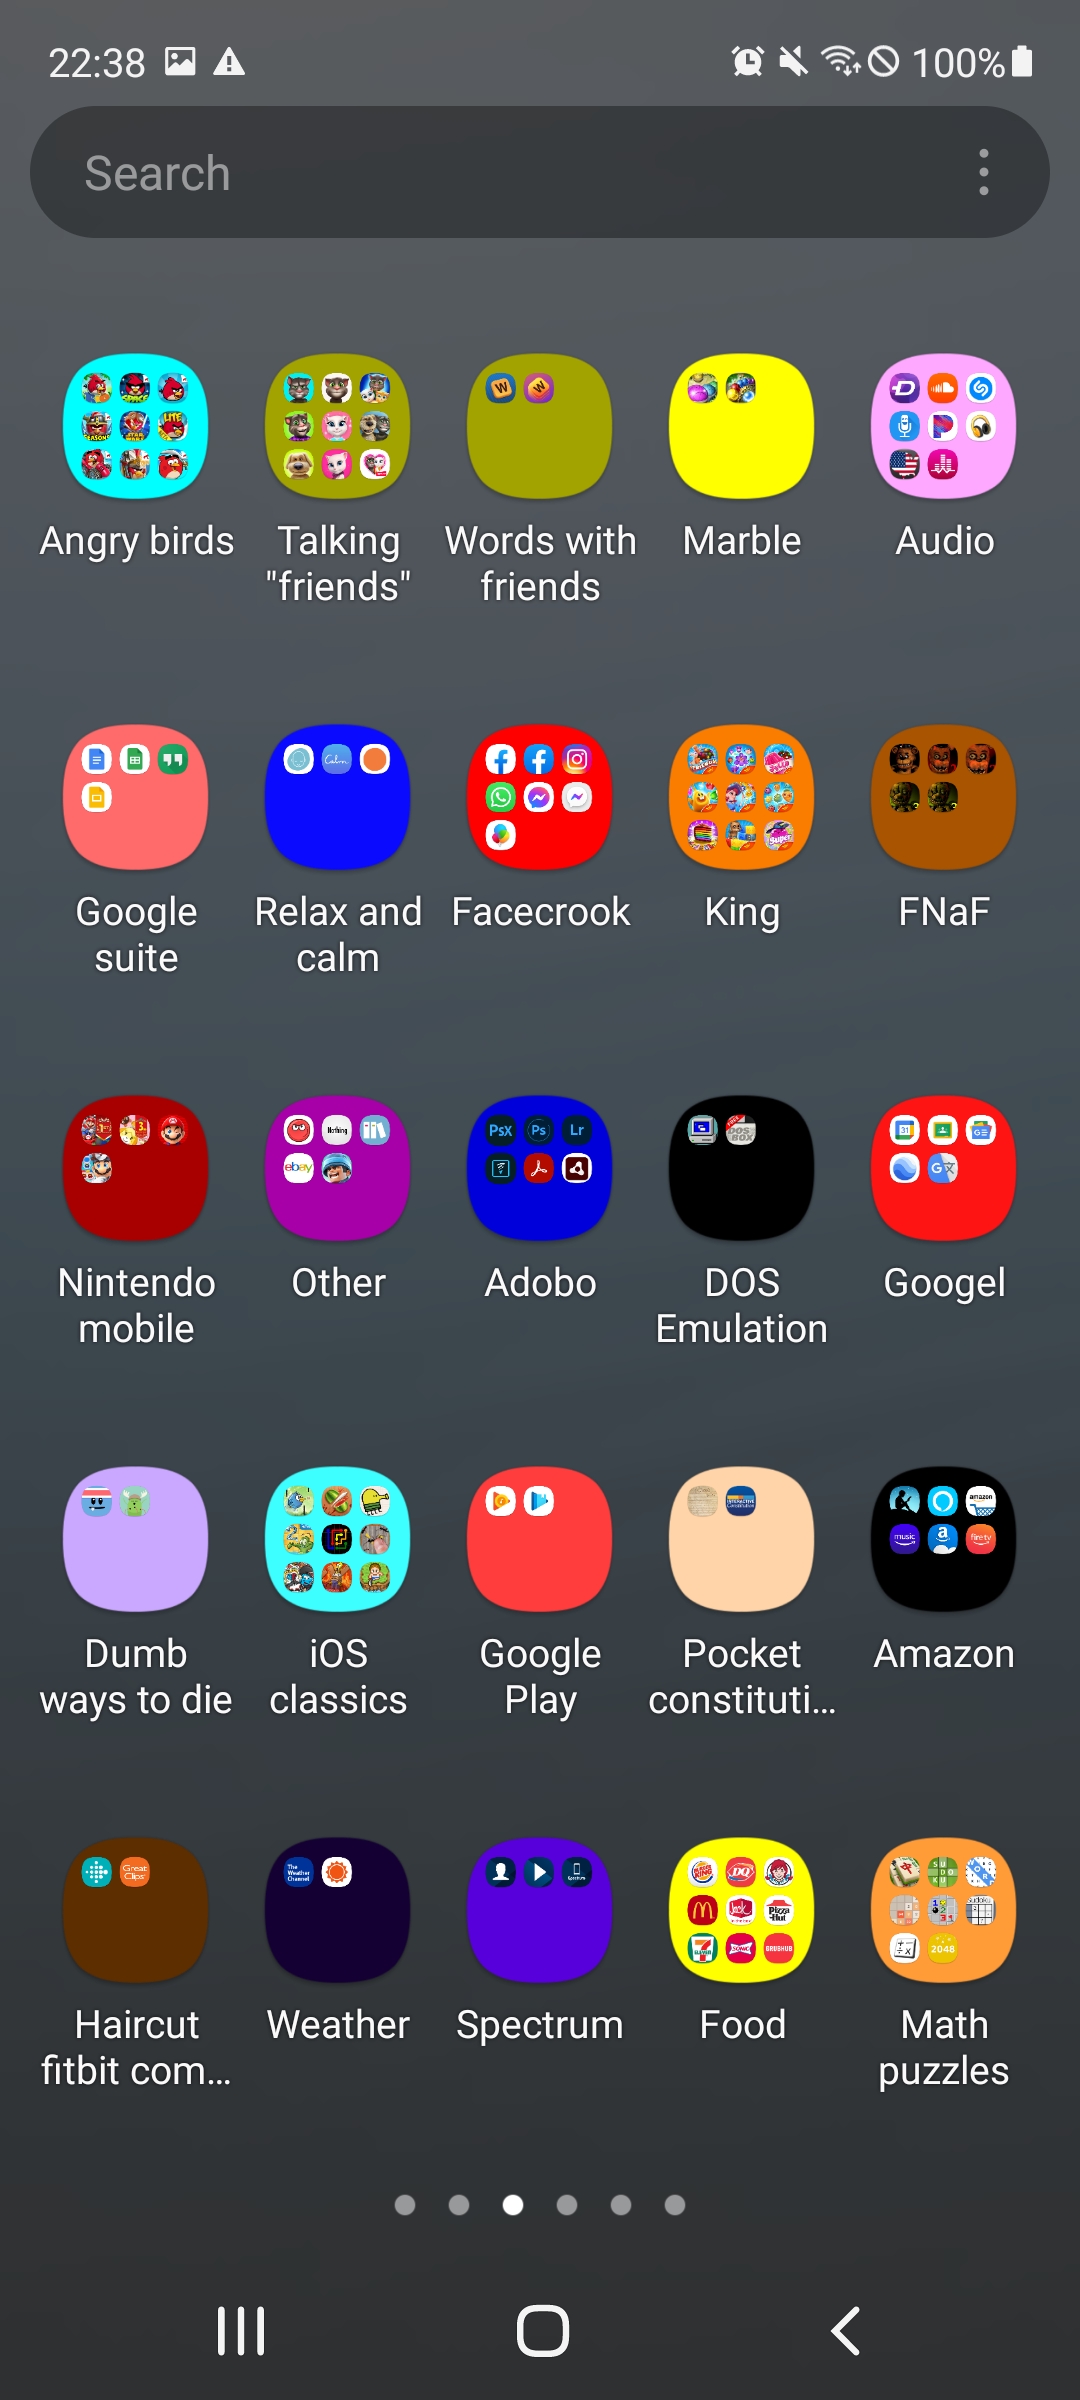 22:38
100%
Search
Angry birds
Talking
"friends"
Words with
friends
Marble
Audio
Google
suite
Relax and
calm
Facecrook
King
FNaF
Nintendo
mobile
Other
Adobo
DOS
Emulation
Googel
Dumb
ways to die
iOS
classics
Google
Play
Pocket
constituti...
Amazon
Haircut
fitbit com...
Weather
Spectrum
Food
Math
puzzles